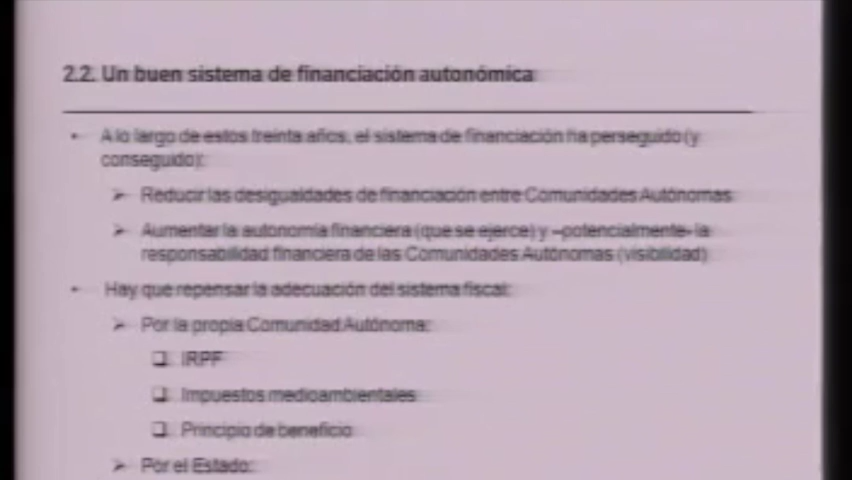 2.2. Un buen sistema de financiación autonómica
• A lo largo de estos treinta años, el sistema de financiación ha perseguido (y
conseguido):
➢ Reducir las desigualdades de financiación entre Comunidades Autónomas
➢ Aumentar la autonomía financiera (que se ejerce) y –potencialmente- la
responsabilidad financiera de las Comunidades Autónomas (visibilidad)
• Hay que repensar la adecuación del sistema fiscal:
➢ Por la propia Comunidad Autónoma:
❑ IRPF
❑ Impuestos medioambientales
❑ Principio de beneficio
➢ Por el Estado: